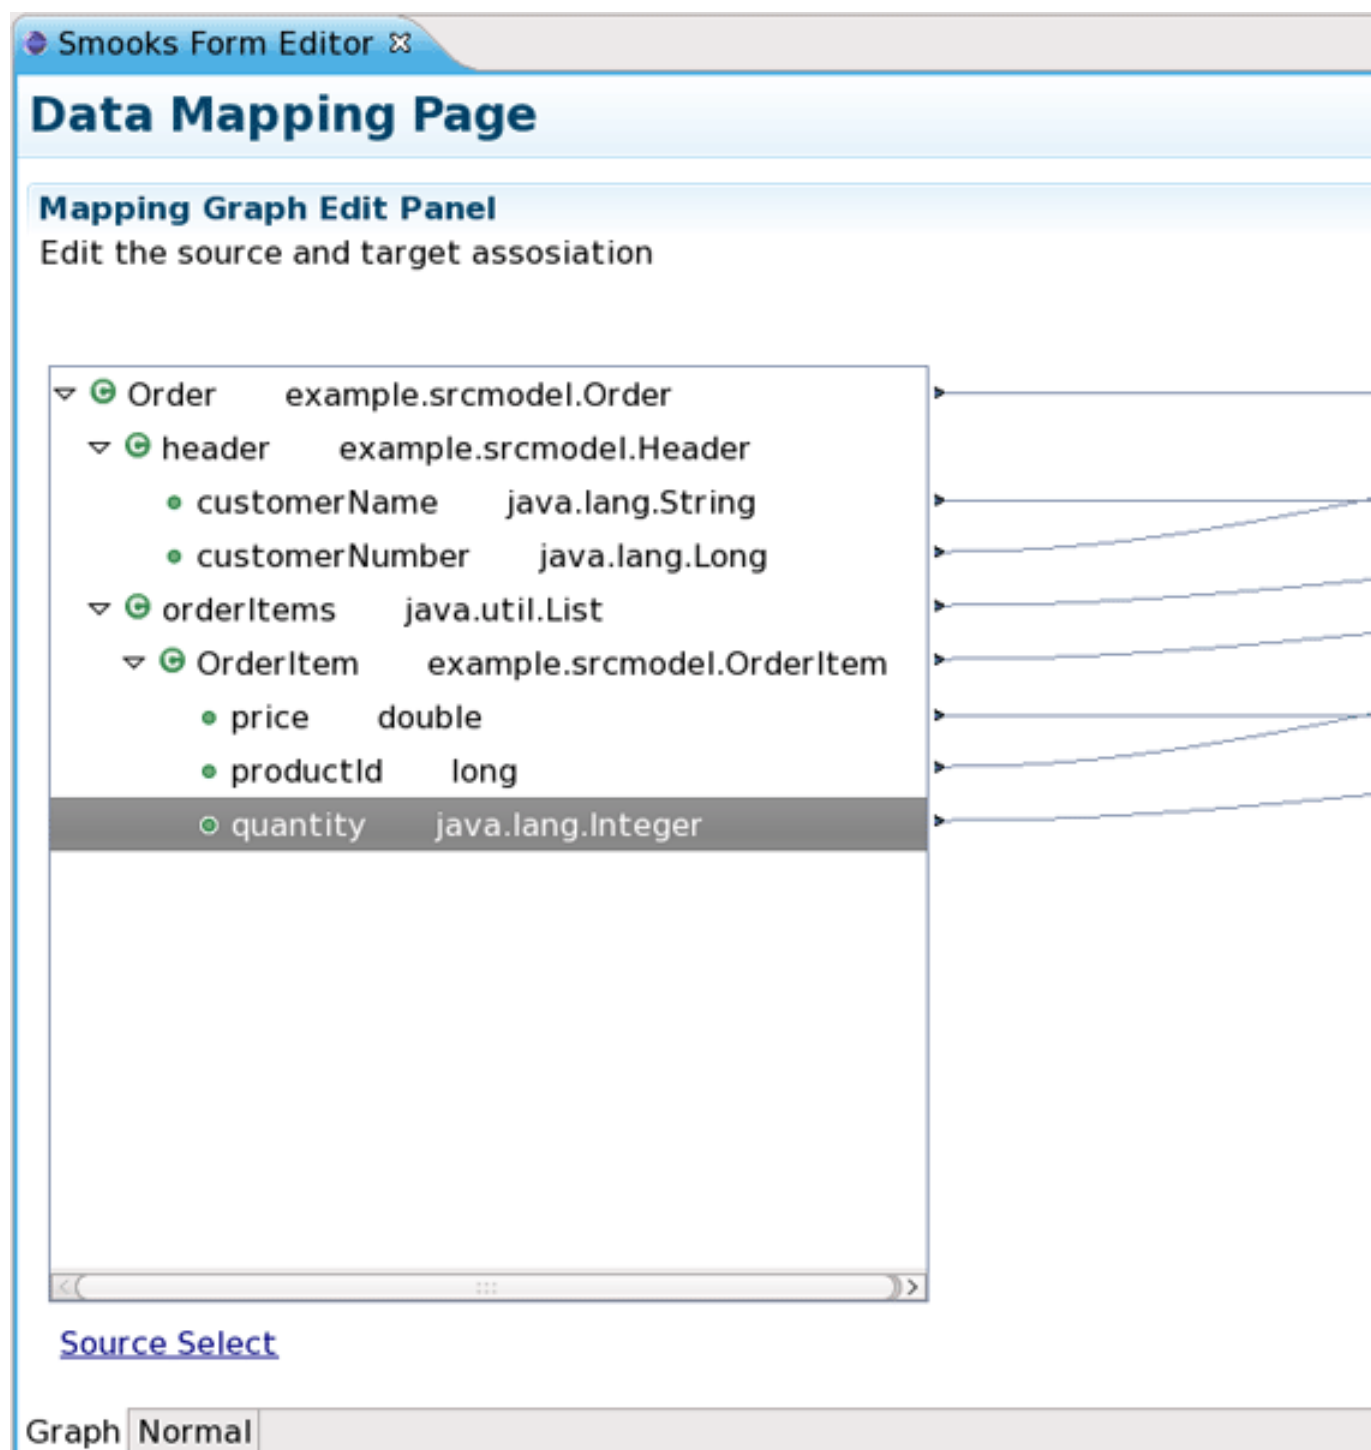 Smooks Form Editor
Data Mapping Page
Mapping Graph Edit Panel
Edit the source and target assosiation
Order example.srcmodel.Order
header example.srcmodel.Header
customerName java.lang.String
customerNumber java.lang.Long
orderItems java.util.List
OrderItem example.srcmodel.OrderItem
price double
productId long
quantity java.lang.Integer
Source Select
Graph Normal